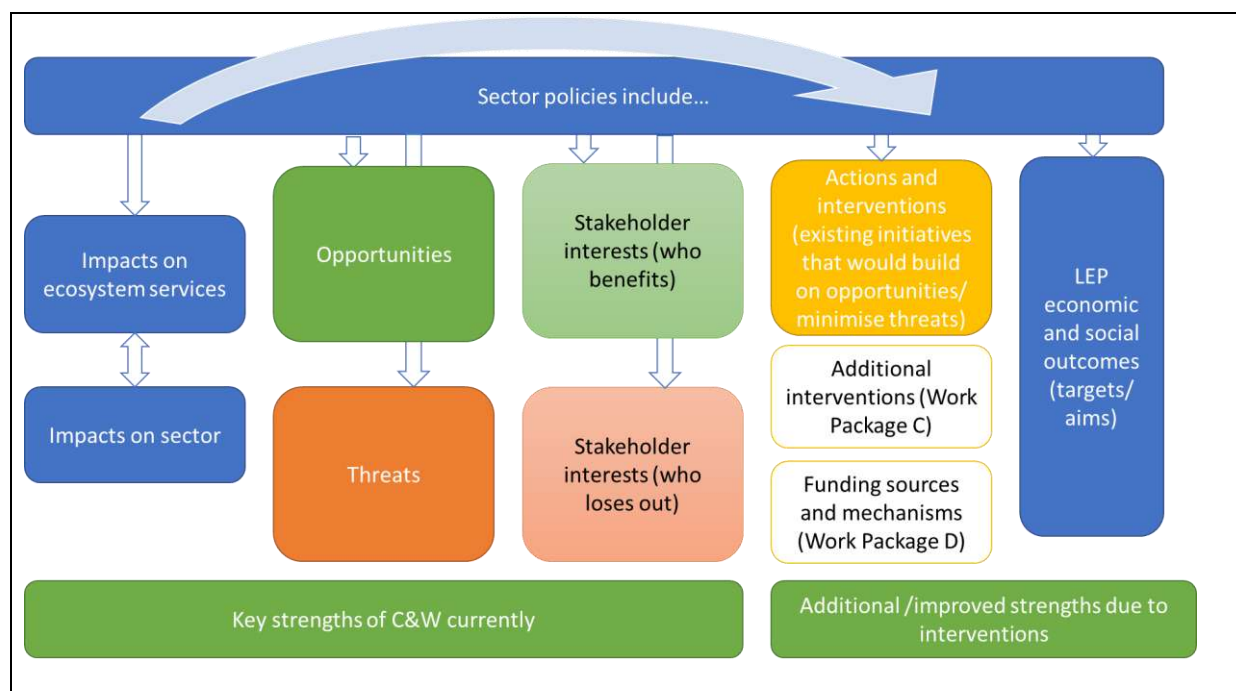 Sector policies include…
Impacts on
ecosystem services
Impacts on sector
Opportunities
Threats
Stakeholder
interests (who
benefits)
Stakeholder
interests (who
loses out)
Actions and
interventions
(existing initiatives
that would build
on opportunities/
minimise threats)
Additional
interventions (Work
Package C)
Funding sources
and mechanisms
(Work Package D)
LEP
economic
and social
outcomes
(targets/
aims)
Key strengths of C&W currently
Additional /improved strengths due to
interventions